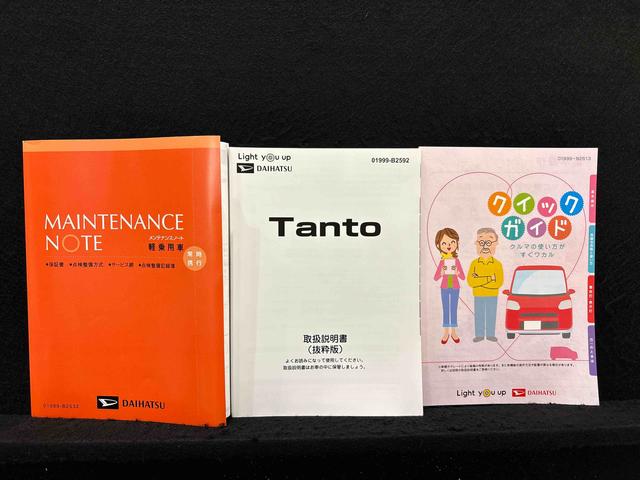 MAINTENANCE
NOTE
メンテナンスノート
軽乗用車
常時
携行
●保証書 ●点検整備方式 ●サービス網 ●点検整備記録簿
DAIHATSU
01999-B2532
Light you up
DAIHATSU
01999-B2592
Tanto
取扱説明書
(抜粋版)
よくお読みになって使用してください。
取扱説明書はお車の中に保管しましょう。
01999-B2513
クイック
ガイド
クルマの使い方が
すぐワカル
Light you up
DAIHATSU